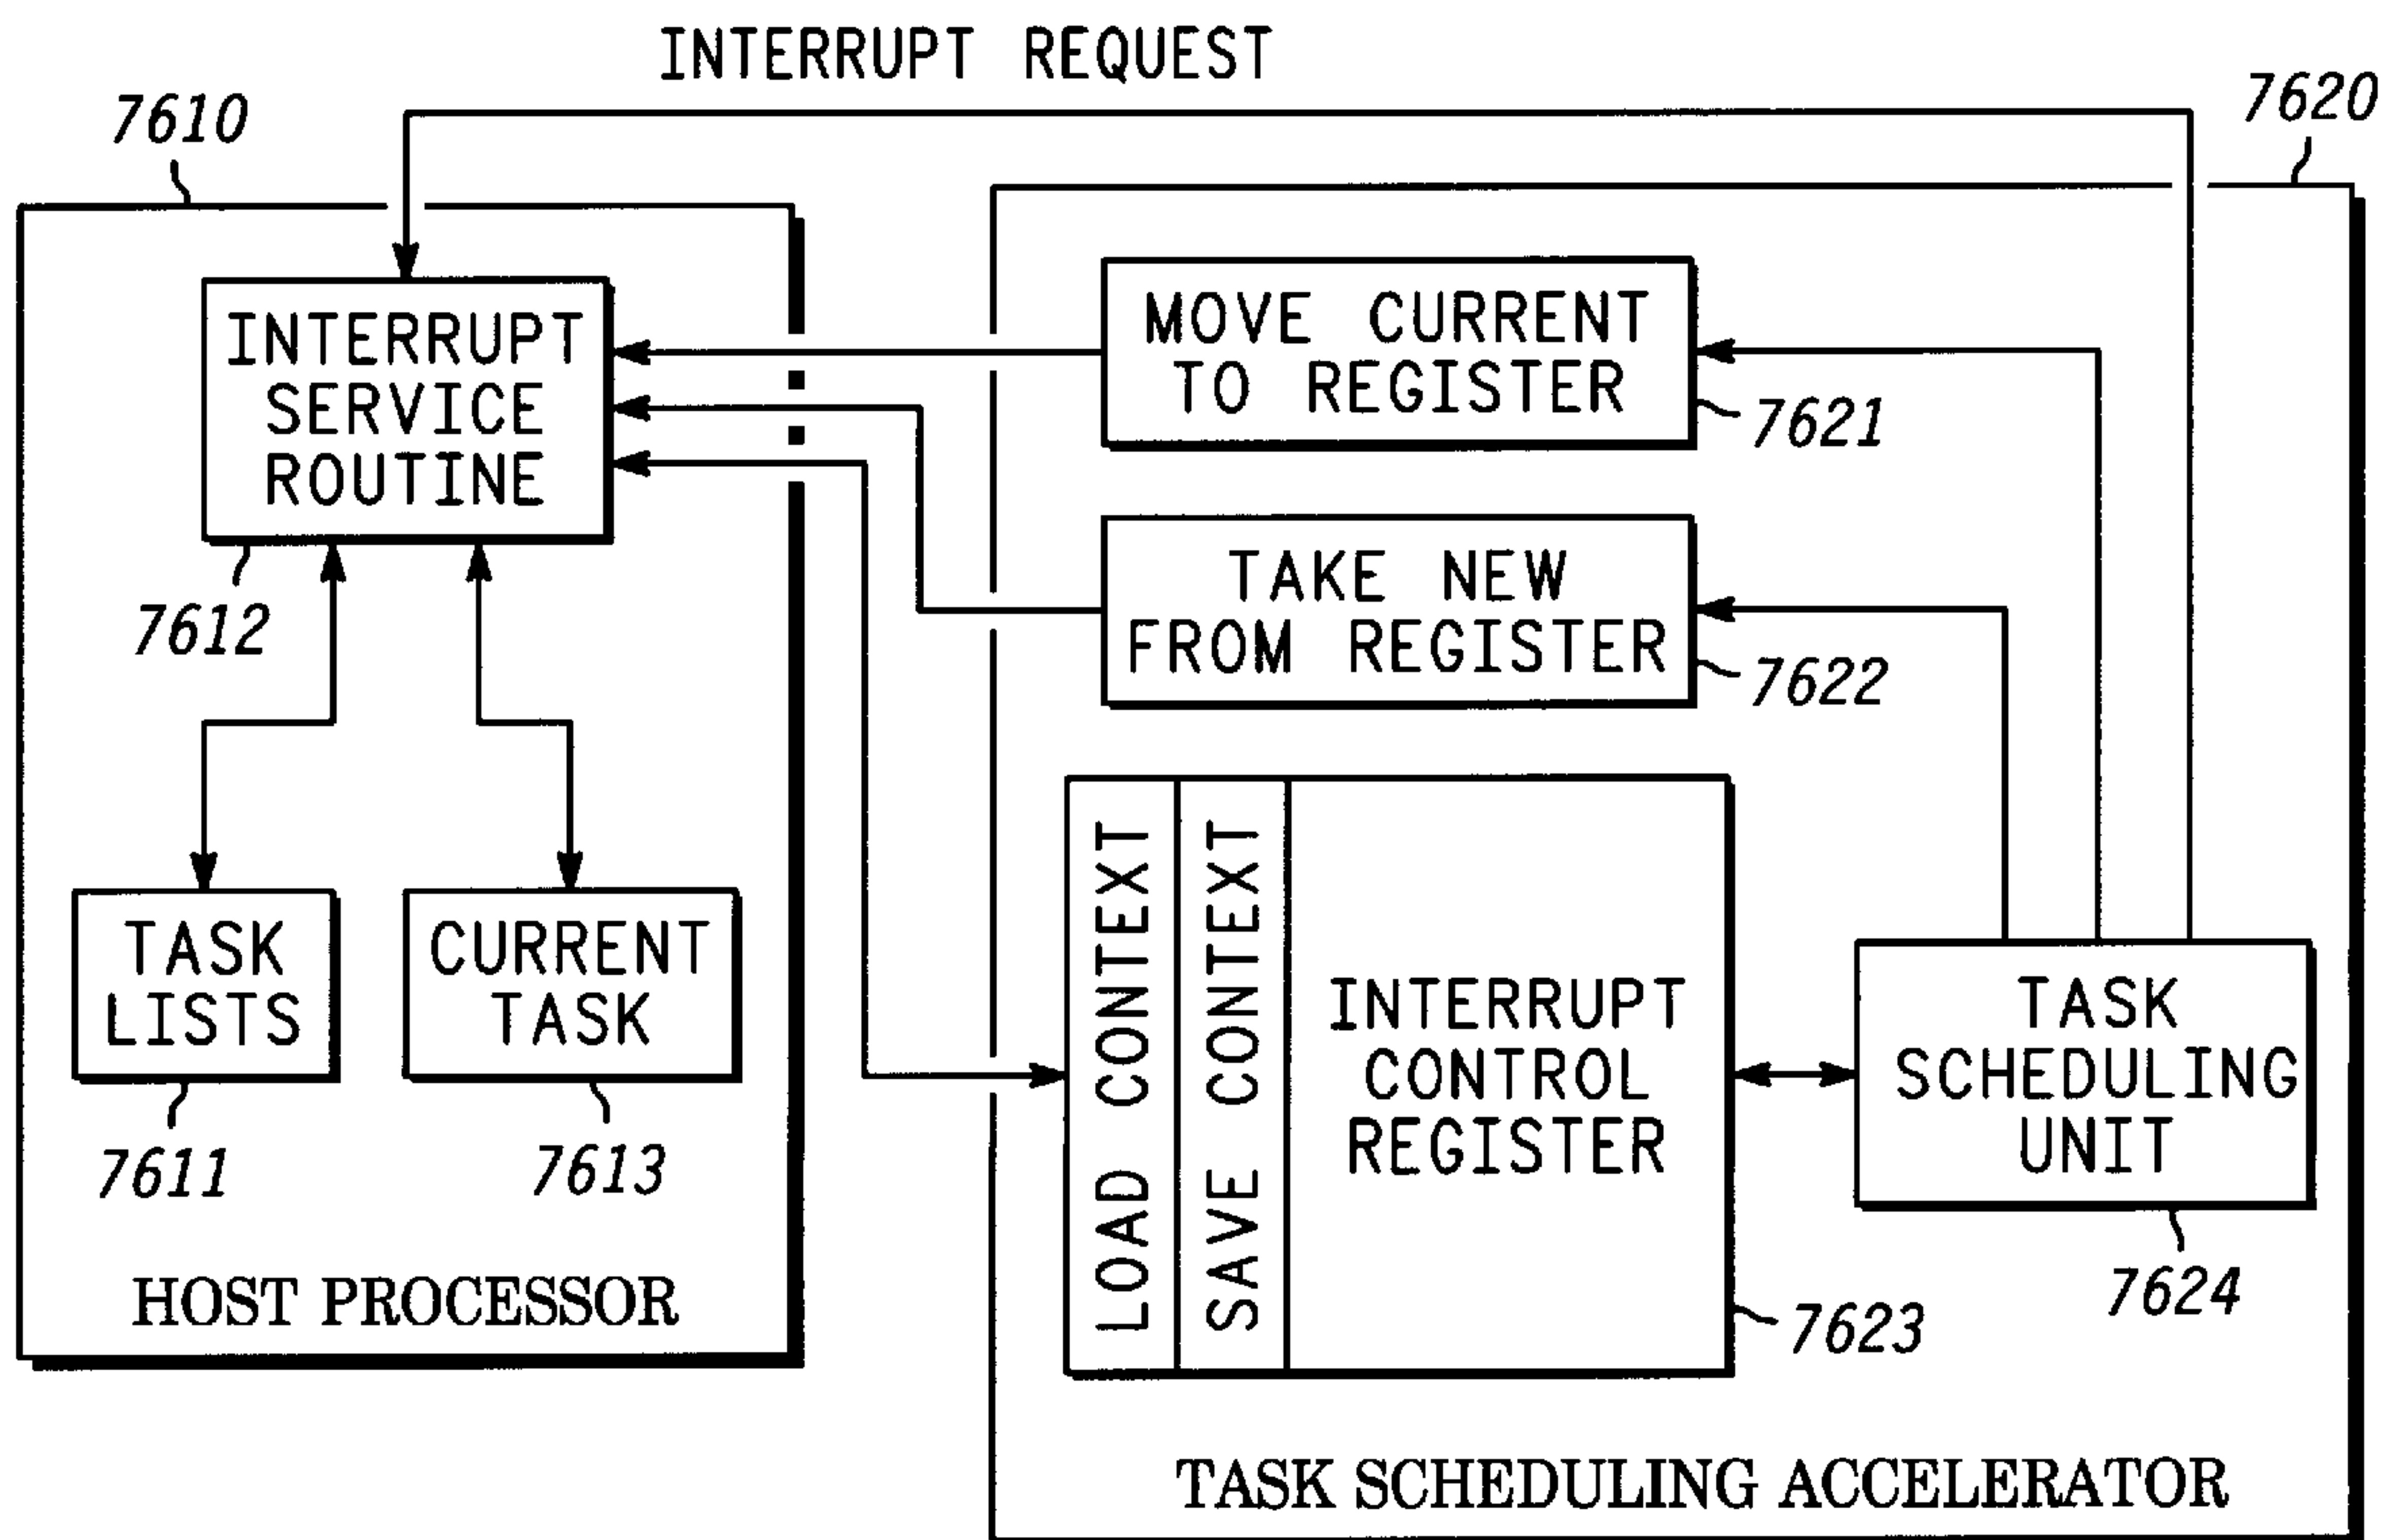 INTERRUPT REQUEST
7610
7620
INTERRUPT
SERVICE
ROUTINE
7612
MOVE CURRENT
TO REGISTER
7621
TAKE NEW
FROM REGISTER
7622
TASK
LISTS
7611
CURRENT
TASK
7613
HOST PROCESSOR
LOAD CONTEXT
SAVE CONTEXT
INTERRUPT
CONTROL
REGISTER
7623
TASK
SCHEDULING
UNIT
7624
TASK SCHEDULING ACCELERATOR